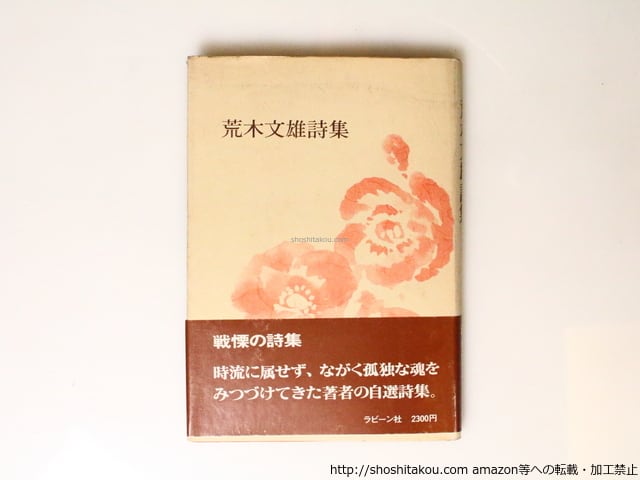 荒木文雄詩集
shoshitakou.com
戦慄の詩集
時流に属せず、ながく孤独な魂を
みつづけてきた著者の自選詩集。
ラビーン社 2300円
http://shoshitakou.com amazon等への転載・加工禁止